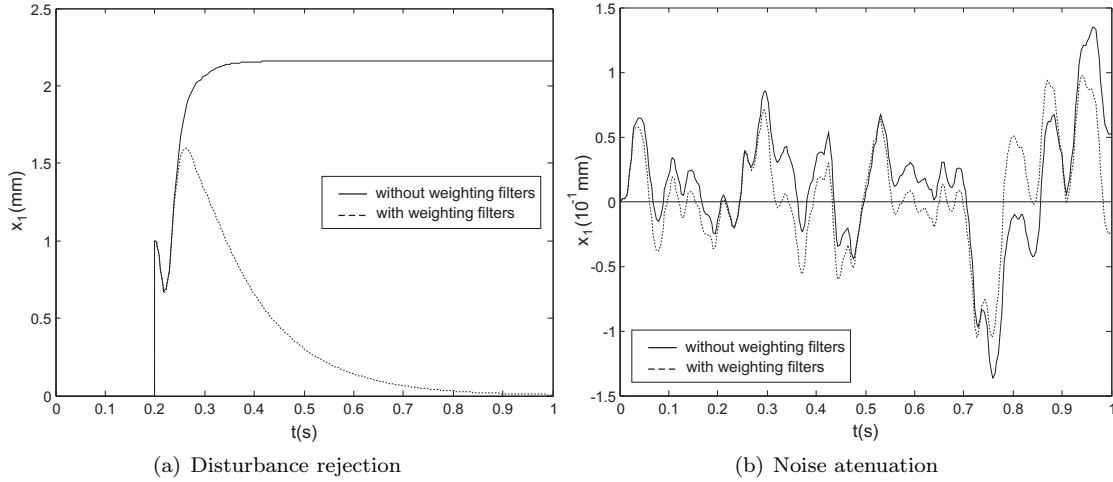 2.5
2
1.5
1
0.5
0
x1(mm)
without weighting filters
with weighting filters
0 0.1 0.2 0.3 0.4 0.5 0.6 0.7 0.8 0.9 1
t(s)
(a) Disturbance rejection
1.5
1
0.5
0
-0.5
-1
-1.5
x1(10-1 mm)
without weighting filters
with weighting filters
0 0.1 0.2 0.3 0.4 0.5 0.6 0.7 0.8 0.9 1
t(s)
(b) Noise atenuation